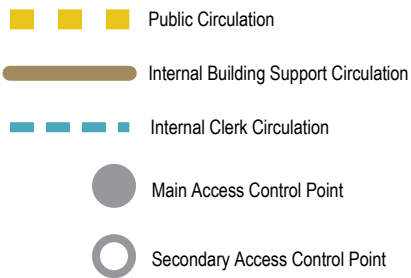 Public Circulation
Internal Building Support Circulation
Internal Clerk Circulation
Main Access Control Point
Secondary Access Control Point